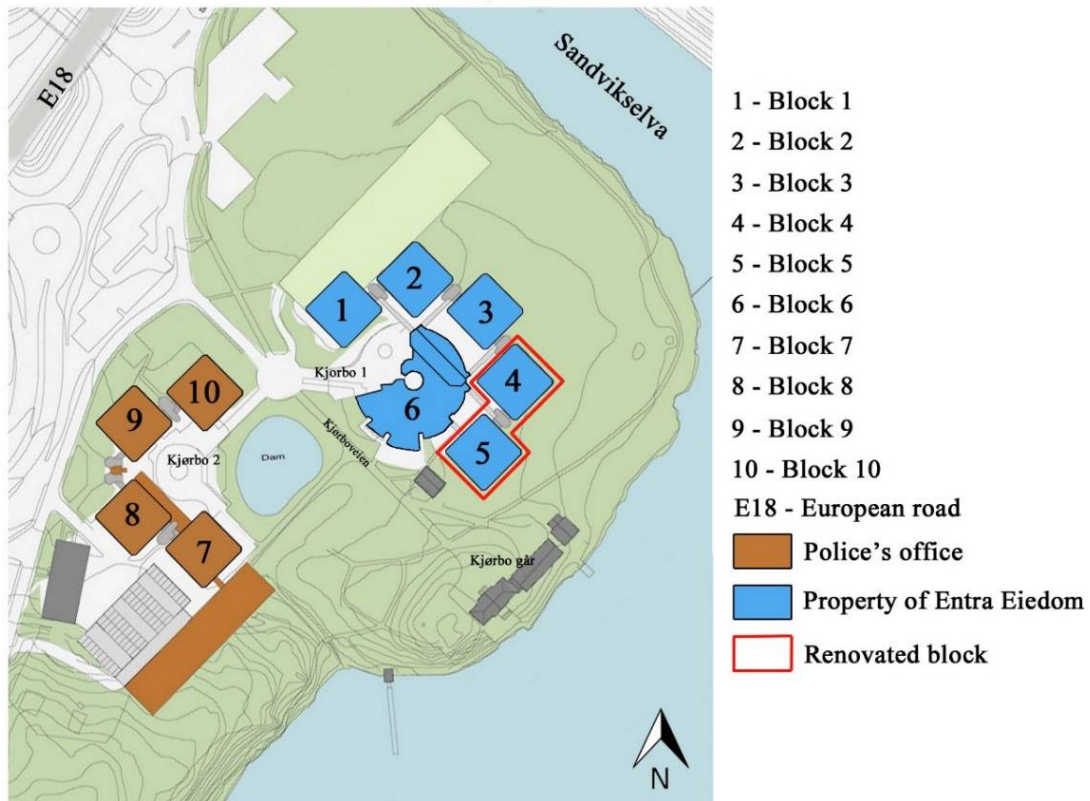 E18
Sandvikselva
1
2
3
4
5
6
Kjorbo 1
Kjørboveien
10
9
8
7
Kjørbo 2
Dam
Kjørbo går
N
1 - Block 1
2 - Block 2
3 - Block 3
4 - Block 4
5 - Block 5
6 - Block 6
7 - Block 7
8 - Block 8
9 - Block 9
10 - Block 10
E18 - European road
Police's office
Property of Entra Eiedom
Renovated block